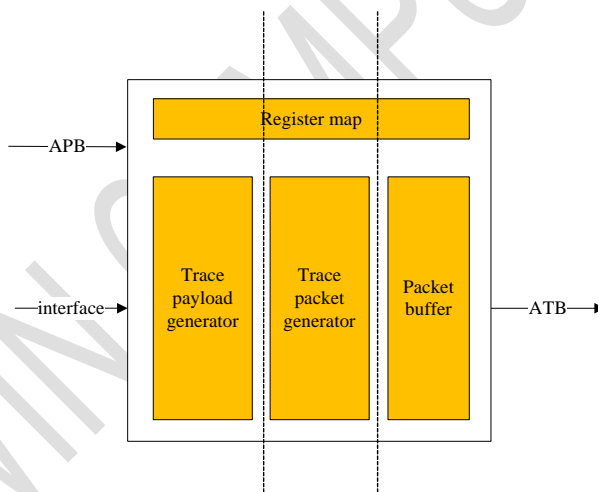 Register map
APB
Trace
payload
generator
Trace
packet
generator
Packet
buffer
interface
ATB